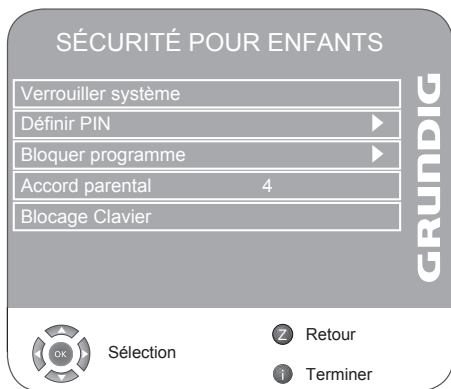 SÉCURITÉ POUR ENFANTS
Verrouiller système
Définir PIN
Bloquer programme
Accord parental 4
Blocage Clavier
GRUNDIG
OK
Sélection
Z Retour
i Terminer